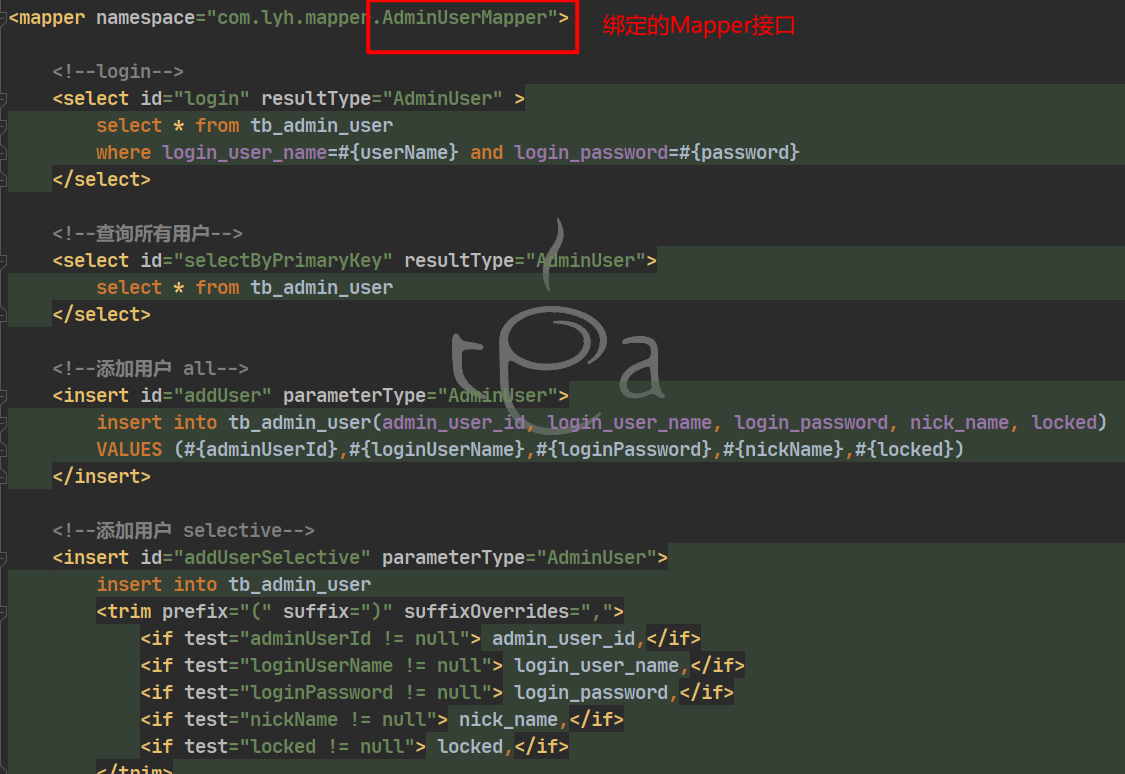 <mapper namespace="com.lyh.mapper.AdminUserMapper"> 绑定的Mapper接口
<!--login-->
<select id="login" resultType="AdminUser" >
select * from tb_admin_user
where login_user_name=#{userName} and login_password=#{password}
</select>
<!--查询所有用户-->
<select id="selectByPrimaryKey" resultType="AdminUser">
select * from tb_admin_user
</select>
<!--添加用户 all-->
<insert id="addUser" parameterType="AdminUser">
insert into tb_admin_user(admin_user_id, login_user_name, login_password, nick_name, locked)
VALUES (#{adminUserId},#{loginUserName},#{loginPassword},#{nickName},#{locked})
</insert>
<!--添加用户 selective-->
<insert id="addUserSelective" parameterType="AdminUser">
insert into tb_admin_user
<trim prefix="(" suffix=")" suffixOverrides=",">
<if test="adminUserId != null"> admin_user_id,</if>
<if test="loginUserName != null"> login_user_name,</if>
<if test="loginPassword != null"> login_password,</if>
<if test="nickName != null"> nick_name,</if>
<if test="locked != null"> locked,</if>
</trim>